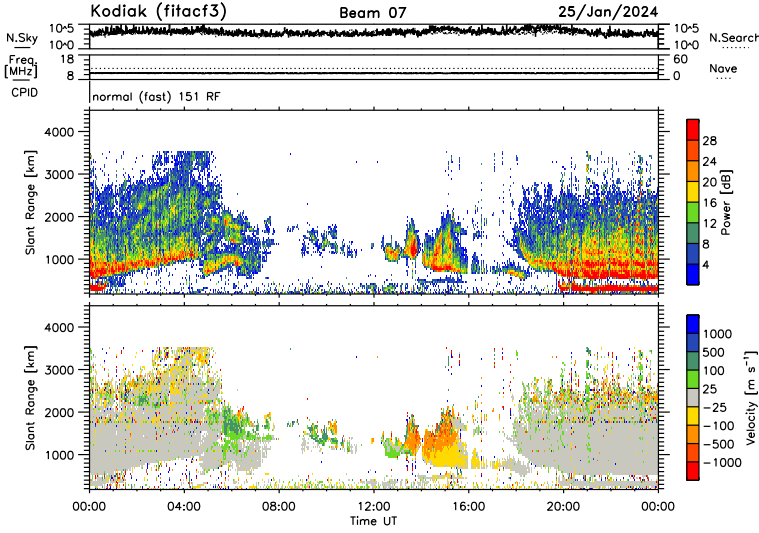 Kodiak (fitacf3) Beam 07 25/Jan/2024
N.Sky 10^5 10^0 10^5 10^0 N.Search
Freq. [MHz] 18 8 60 0 Nave
CPID normal (fast) 151 RF
Slant Range [km]
4000
3000
2000
1000
28
24
20
16
12
8
4
Power [dB]
Slant Range [km]
4000
3000
2000
1000
1000
500
100
25
-25
-100
-500
-1000
Velocity [m s⁻¹]
00:00 04:00 08:00 12:00 16:00 20:00 00:00
Time UT